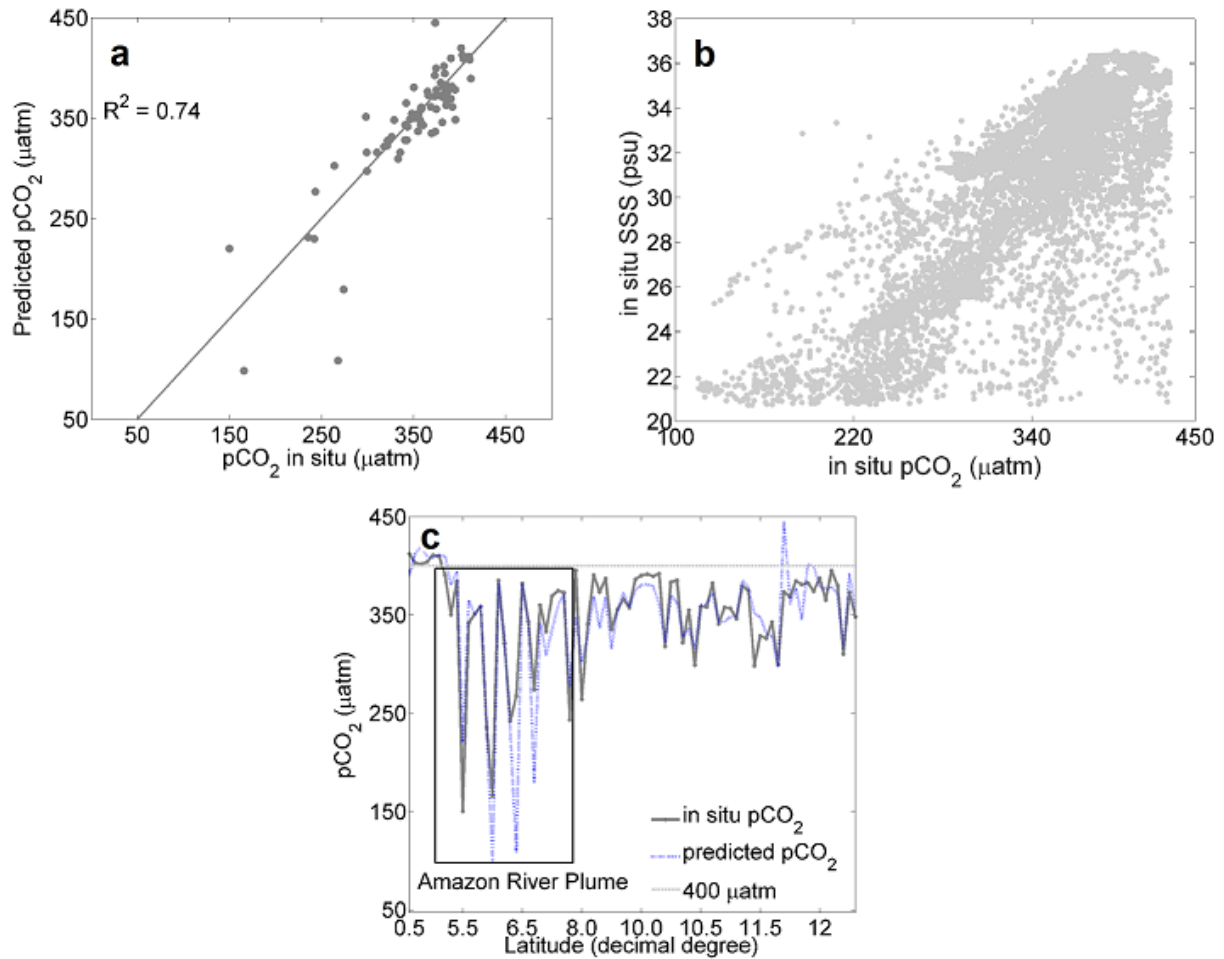 a
R² = 0.74
Predicted pCO₂ (µatm)
450
350
250
150
50
50 150 250 350 450
pCO₂ in situ (µatm)
b
in situ SSS (psu)
38
36
34
32
30
28
26
24
22
20
100 220 340 450
in situ pCO₂ (µatm)
c
pCO₂ (µatm)
450
350
250
150
50
in situ pCO₂
predicted pCO₂
400 µatm
Amazon River Plume
0.5 5.5 6.5 8.0 10.0 10.5 11.5 12
Latitude (decimal degree)